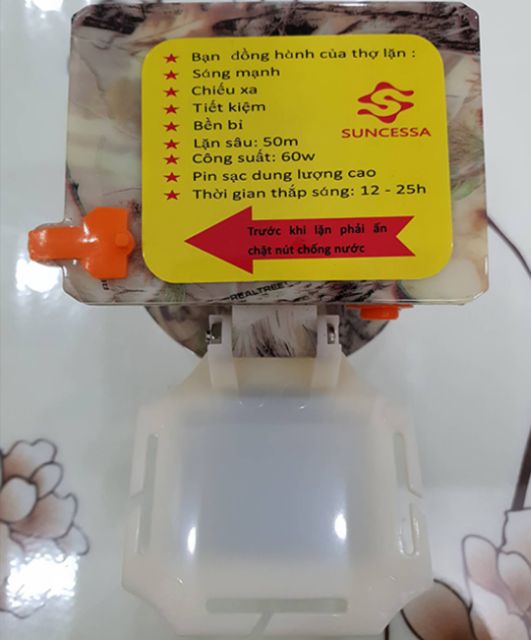 Bạn đồng hành của thợ lặn :
Sáng mạnh
Chiếu xa
Tiết kiệm
Bền bỉ
Lặn sâu: 50m
Công suất: 60w
Pin sạc dung lượng cao
Thời gian thắp sáng: 12 - 25h
SUNCESSA
Trước khi lặn phải ấn
chặt nút chống nước
REALTREE